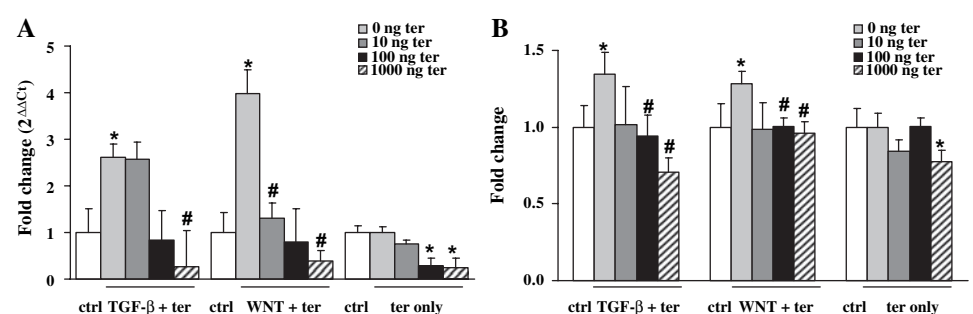 A
Fold change (2ΔΔCt)
5
4
3
2
1
0
0 ng ter
10 ng ter
100 ng ter
1000 ng ter
*
#
*
#
#
*
*
ctrl TGF-β + ter
ctrl WNT + ter
ctrl ter only
B
Fold change
1.5
1.0
0.5
0.0
0 ng ter
10 ng ter
100 ng ter
1000 ng ter
*
#
#
*
#
#
*
ctrl TGF-β + ter
ctrl WNT + ter
ctrl ter only